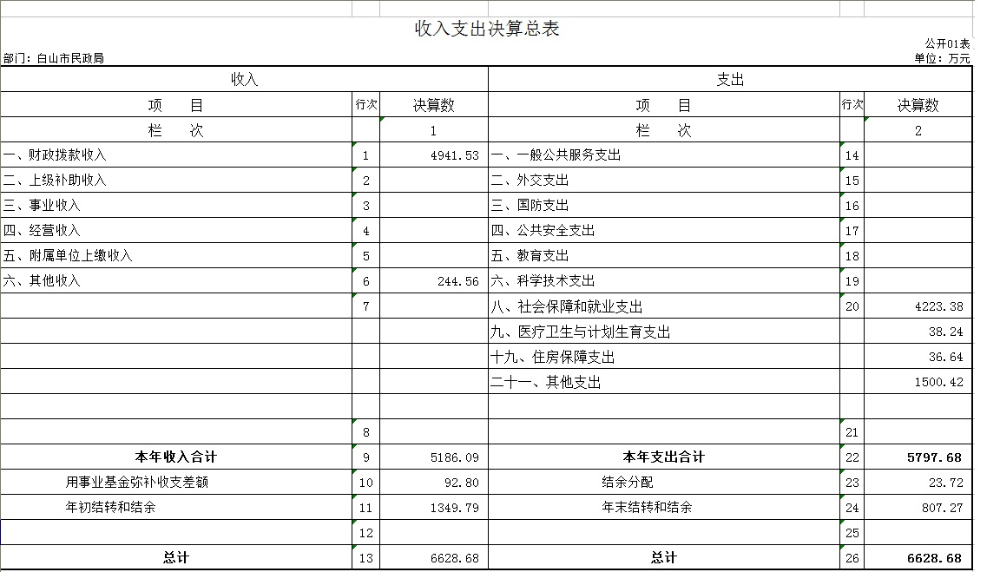 收入支出决算总表
公开01表
部门：白山市民政局 单位：万元
收入 支出
项 目 行次 决算数 项 目 行次 决算数
栏 次 1 栏 次 2
一、财政拨款收入 1 4941.53 一、一般公共服务支出 14
二、上级补助收入 2 二、外交支出 15
三、事业收入 3 三、国防支出 16
四、经营收入 4 四、公共安全支出 17
五、附属单位上缴收入 5 五、教育支出 18
六、其他收入 6 244.56 六、科学技术支出 19
7 八、社会保障和就业支出 20 4223.38
九、医疗卫生与计划生育支出 38.24
十九、住房保障支出 36.64
二十一、其他支出 1500.42
8 21
本年收入合计 9 5186.09 本年支出合计 22 5797.68
用事业基金弥补收支差额 10 92.80 结余分配 23 23.72
年初结转和结余 11 1349.79 年末结转和结余 24 807.27
12 25
总计 13 6628.68 总计 26 6628.68